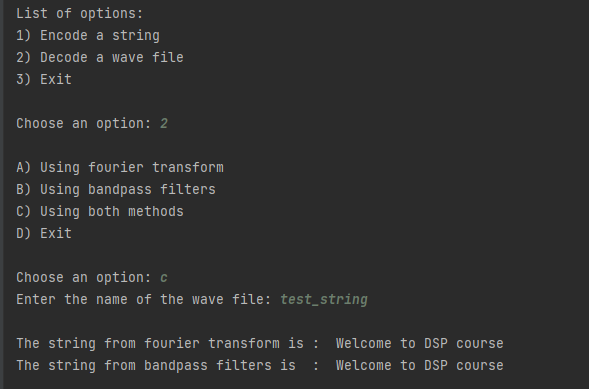 List of options:
1) Encode a string
2) Decode a wave file
3) Exit
Choose an option: 2
A) Using fourier transform
B) Using bandpass filters
C) Using both methods
D) Exit
Choose an option: c
Enter the name of the wave file: test_string
The string from fourier transform is :  Welcome to DSP course
The string from bandpass filters is  :  Welcome to DSP course